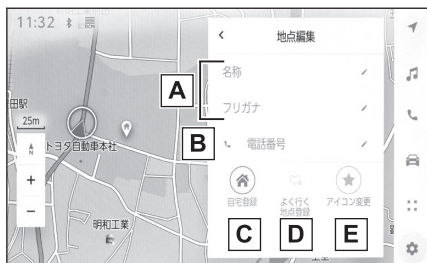 11:32
地点編集
名称
A
フリガナ
B
電話番号
自宅登録
よく行く
地点登録
アイコン変更
C
D
E
田駅
25m
N
トヨタ自動車本社
明和工業